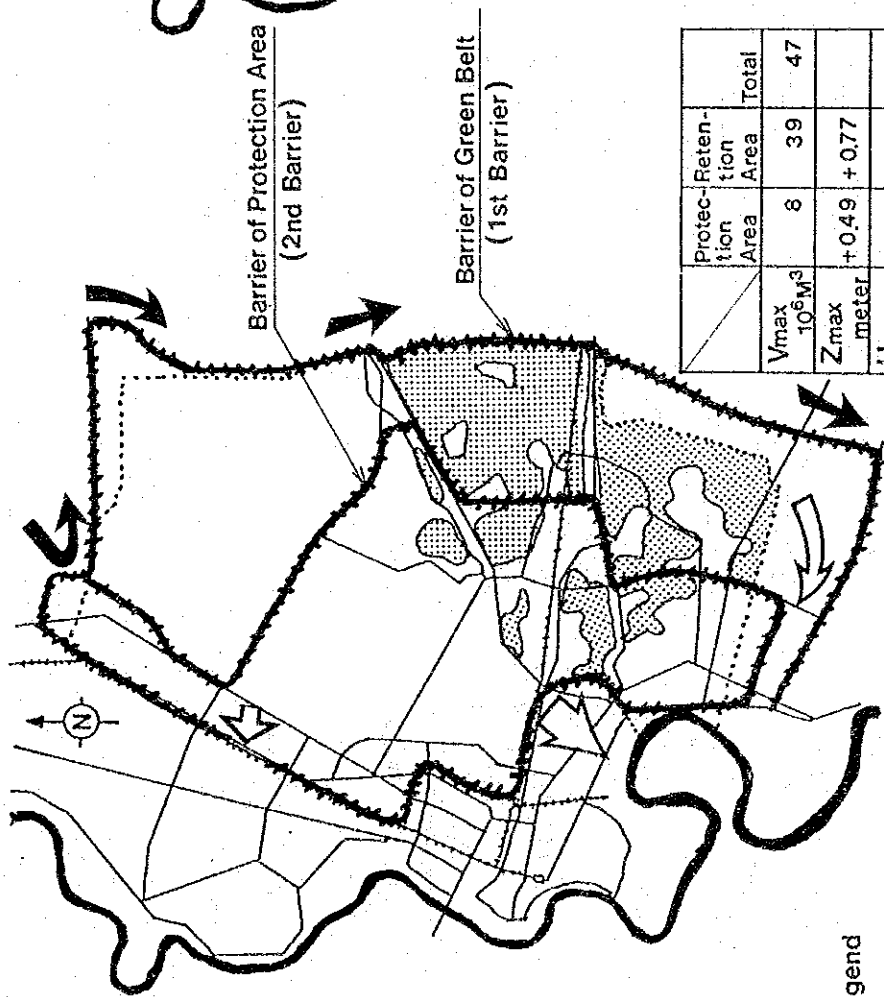 Barrier of Protection Area
(2nd Barrier)
Barrier of Green Belt
(1st Barrier)
N
Protec-
tion
Area
Reten-
tion
Area
Total
Vmax
10⁶M³
8
39
47
Zmax
meter
+0.49
+0.77
gend